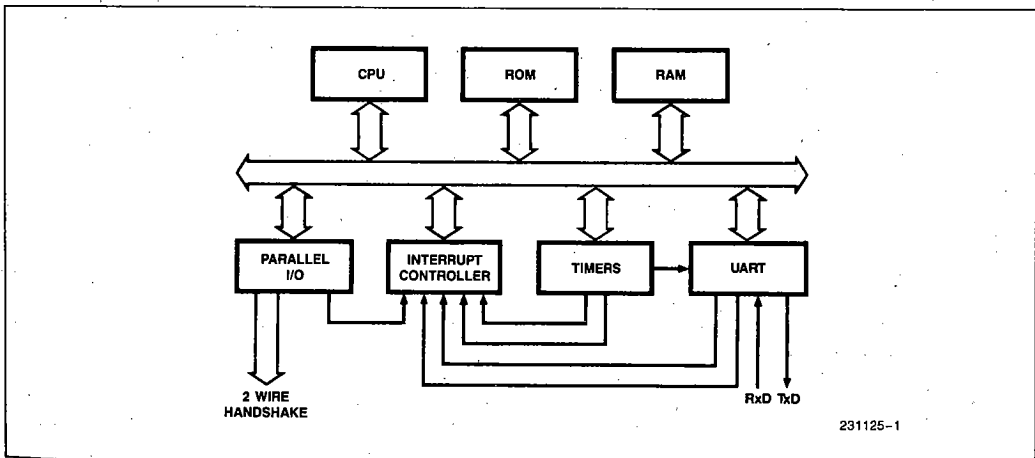 CPU
ROM
RAM
PARALLEL
I/O
INTERRUPT
CONTROLLER
TIMERS
UART
2 WIRE
HANDSHAKE
RxD TxD
231125-1